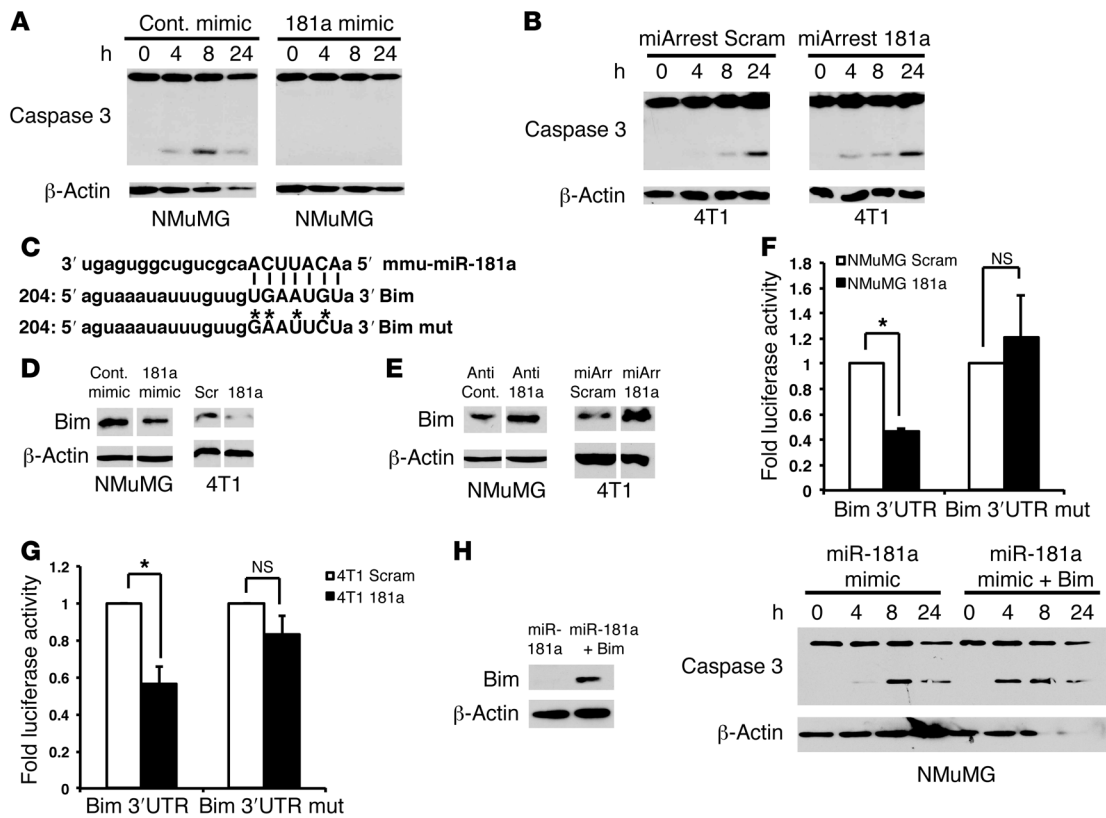 A
Cont. mimic 181a mimic
h 0 4 8 24 0 4 8 24
Caspase 3
β-Actin
NMuMG NMuMG
B
miArrest Scram miArrest 181a
h 0 4 8 24 0 4 8 24
Caspase 3
β-Actin
4T1 4T1
C
3′ ugaguggcugucgcaACUUACAa 5′ mmu-miR-181a
204: 5′ aguaaauauuuguugUGAAUGUa 3′ Bim
** * *
204: 5′ aguaaauauuuguugGAAUUCUa 3′ Bim mut
D
Cont. mimic 181a mimic Scr 181a
Bim
β-Actin
NMuMG 4T1
E
Anti Cont. Anti 181a miArr Scram miArr 181a
Bim
β-Actin
NMuMG 4T1
F
NMuMG Scram
NMuMG 181a
Fold luciferase activity
1.8
1.6
1.4
1.2
1
0.8
0.6
0.4
0.2
0
* NS
Bim 3′UTR Bim 3′UTR mut
G
4T1 Scram
4T1 181a
Fold luciferase activity
1.2
1
0.8
0.6
0.4
0.2
0
* NS
Bim 3′UTR Bim 3′UTR mut
H
miR-181a miR-181a + Bim
Bim
β-Actin
miR-181a mimic miR-181a mimic + Bim
h 0 4 8 24 0 4 8 24
Caspase 3
β-Actin
NMuMG